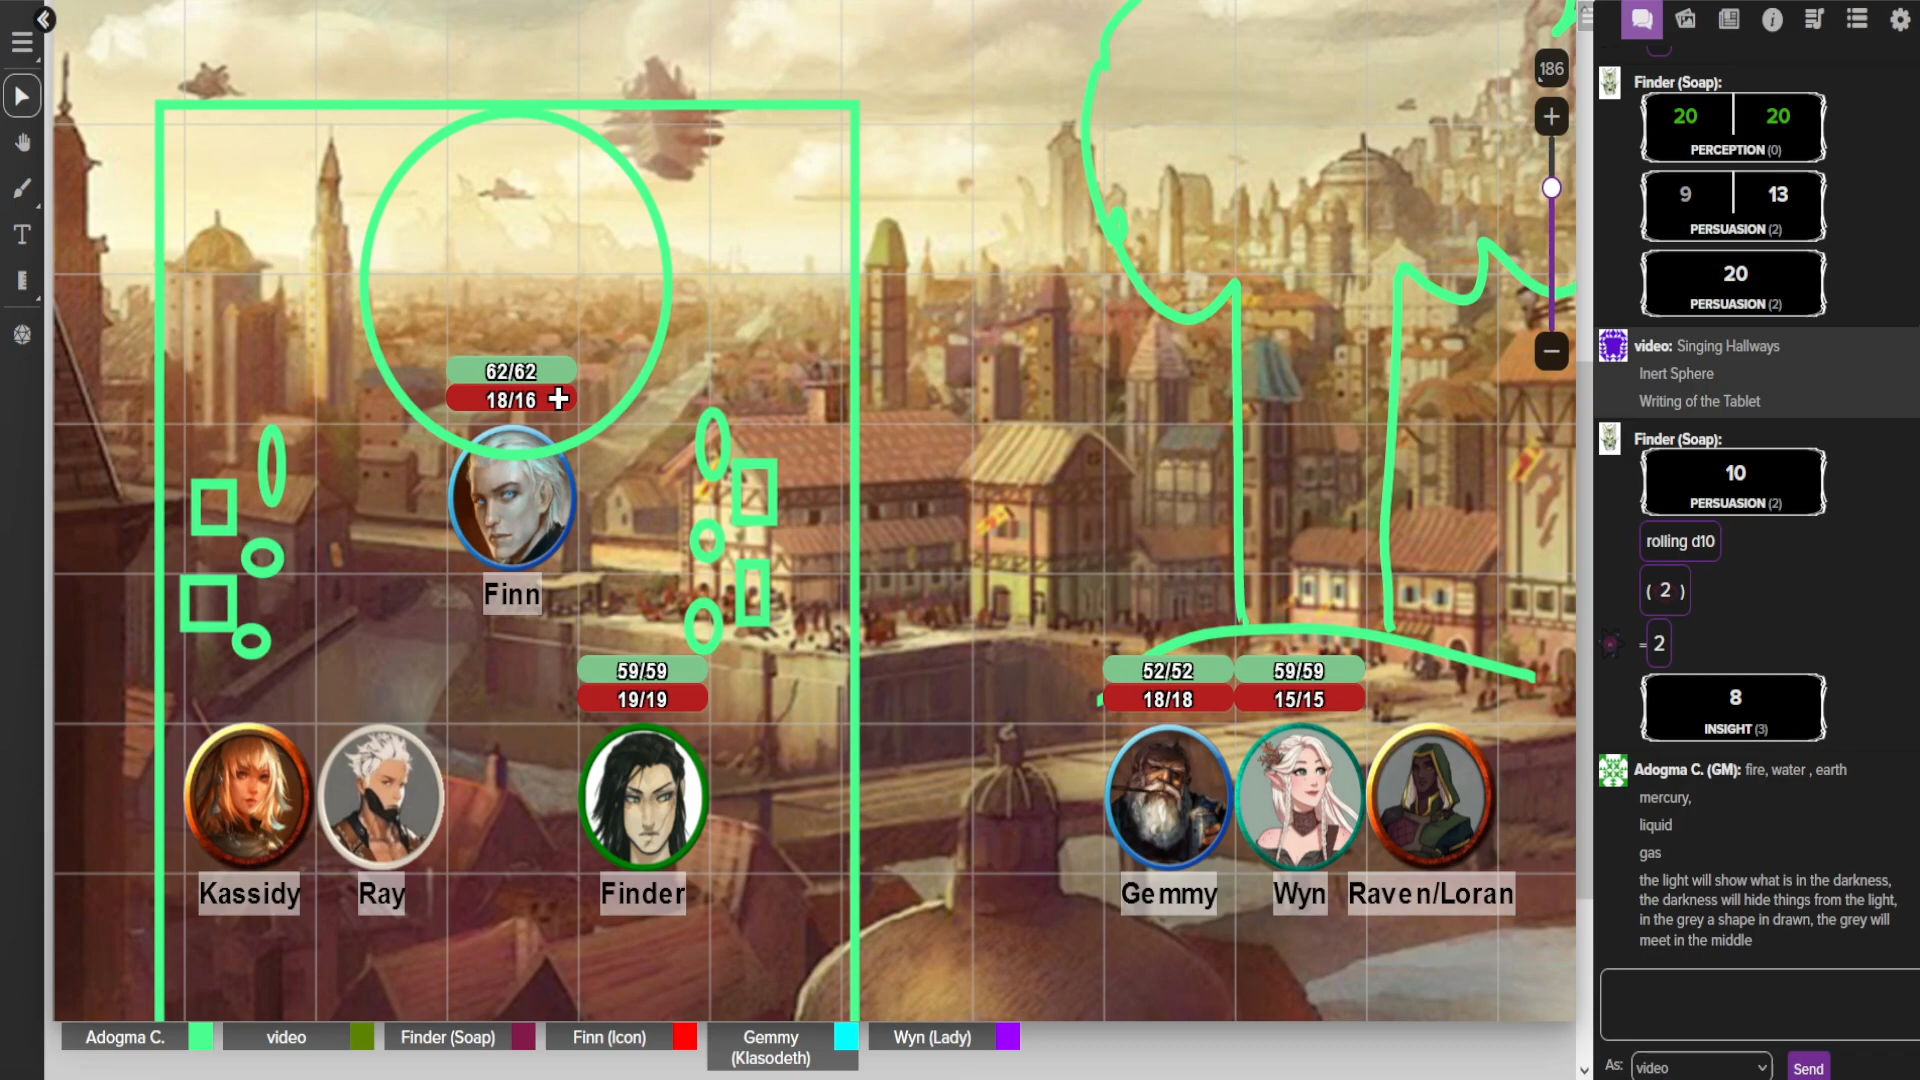 186
62/62
18/16
Finn
59/59
19/19
52/52
18/18
59/59
15/15
Kassidy
Ray
Finder
Gemmy
Wyn
Raven/Loran
Adogma C.
video
Finder (Soap)
Finn (Icon)
Gemmy
(Klasodeth)
Wyn (Lady)
Finder (Soap):
20 20
PERCEPTION (0)
9 13
PERSUASION (2)
20
PERSUASION (2)
video: Singing Hallways
Inert Sphere
Writing of the Tablet
Finder (Soap):
10
PERSUASION (2)
rolling d10
( 2 )
=2
8
INSIGHT (3)
Adogma C. (GM): fire, water , earth
mercury,
liquid
gas
the light will show what is in the darkness,
the darkness will hide things from the light,
in the grey a shape in drawn, the grey will
meet in the middle
As: video Send